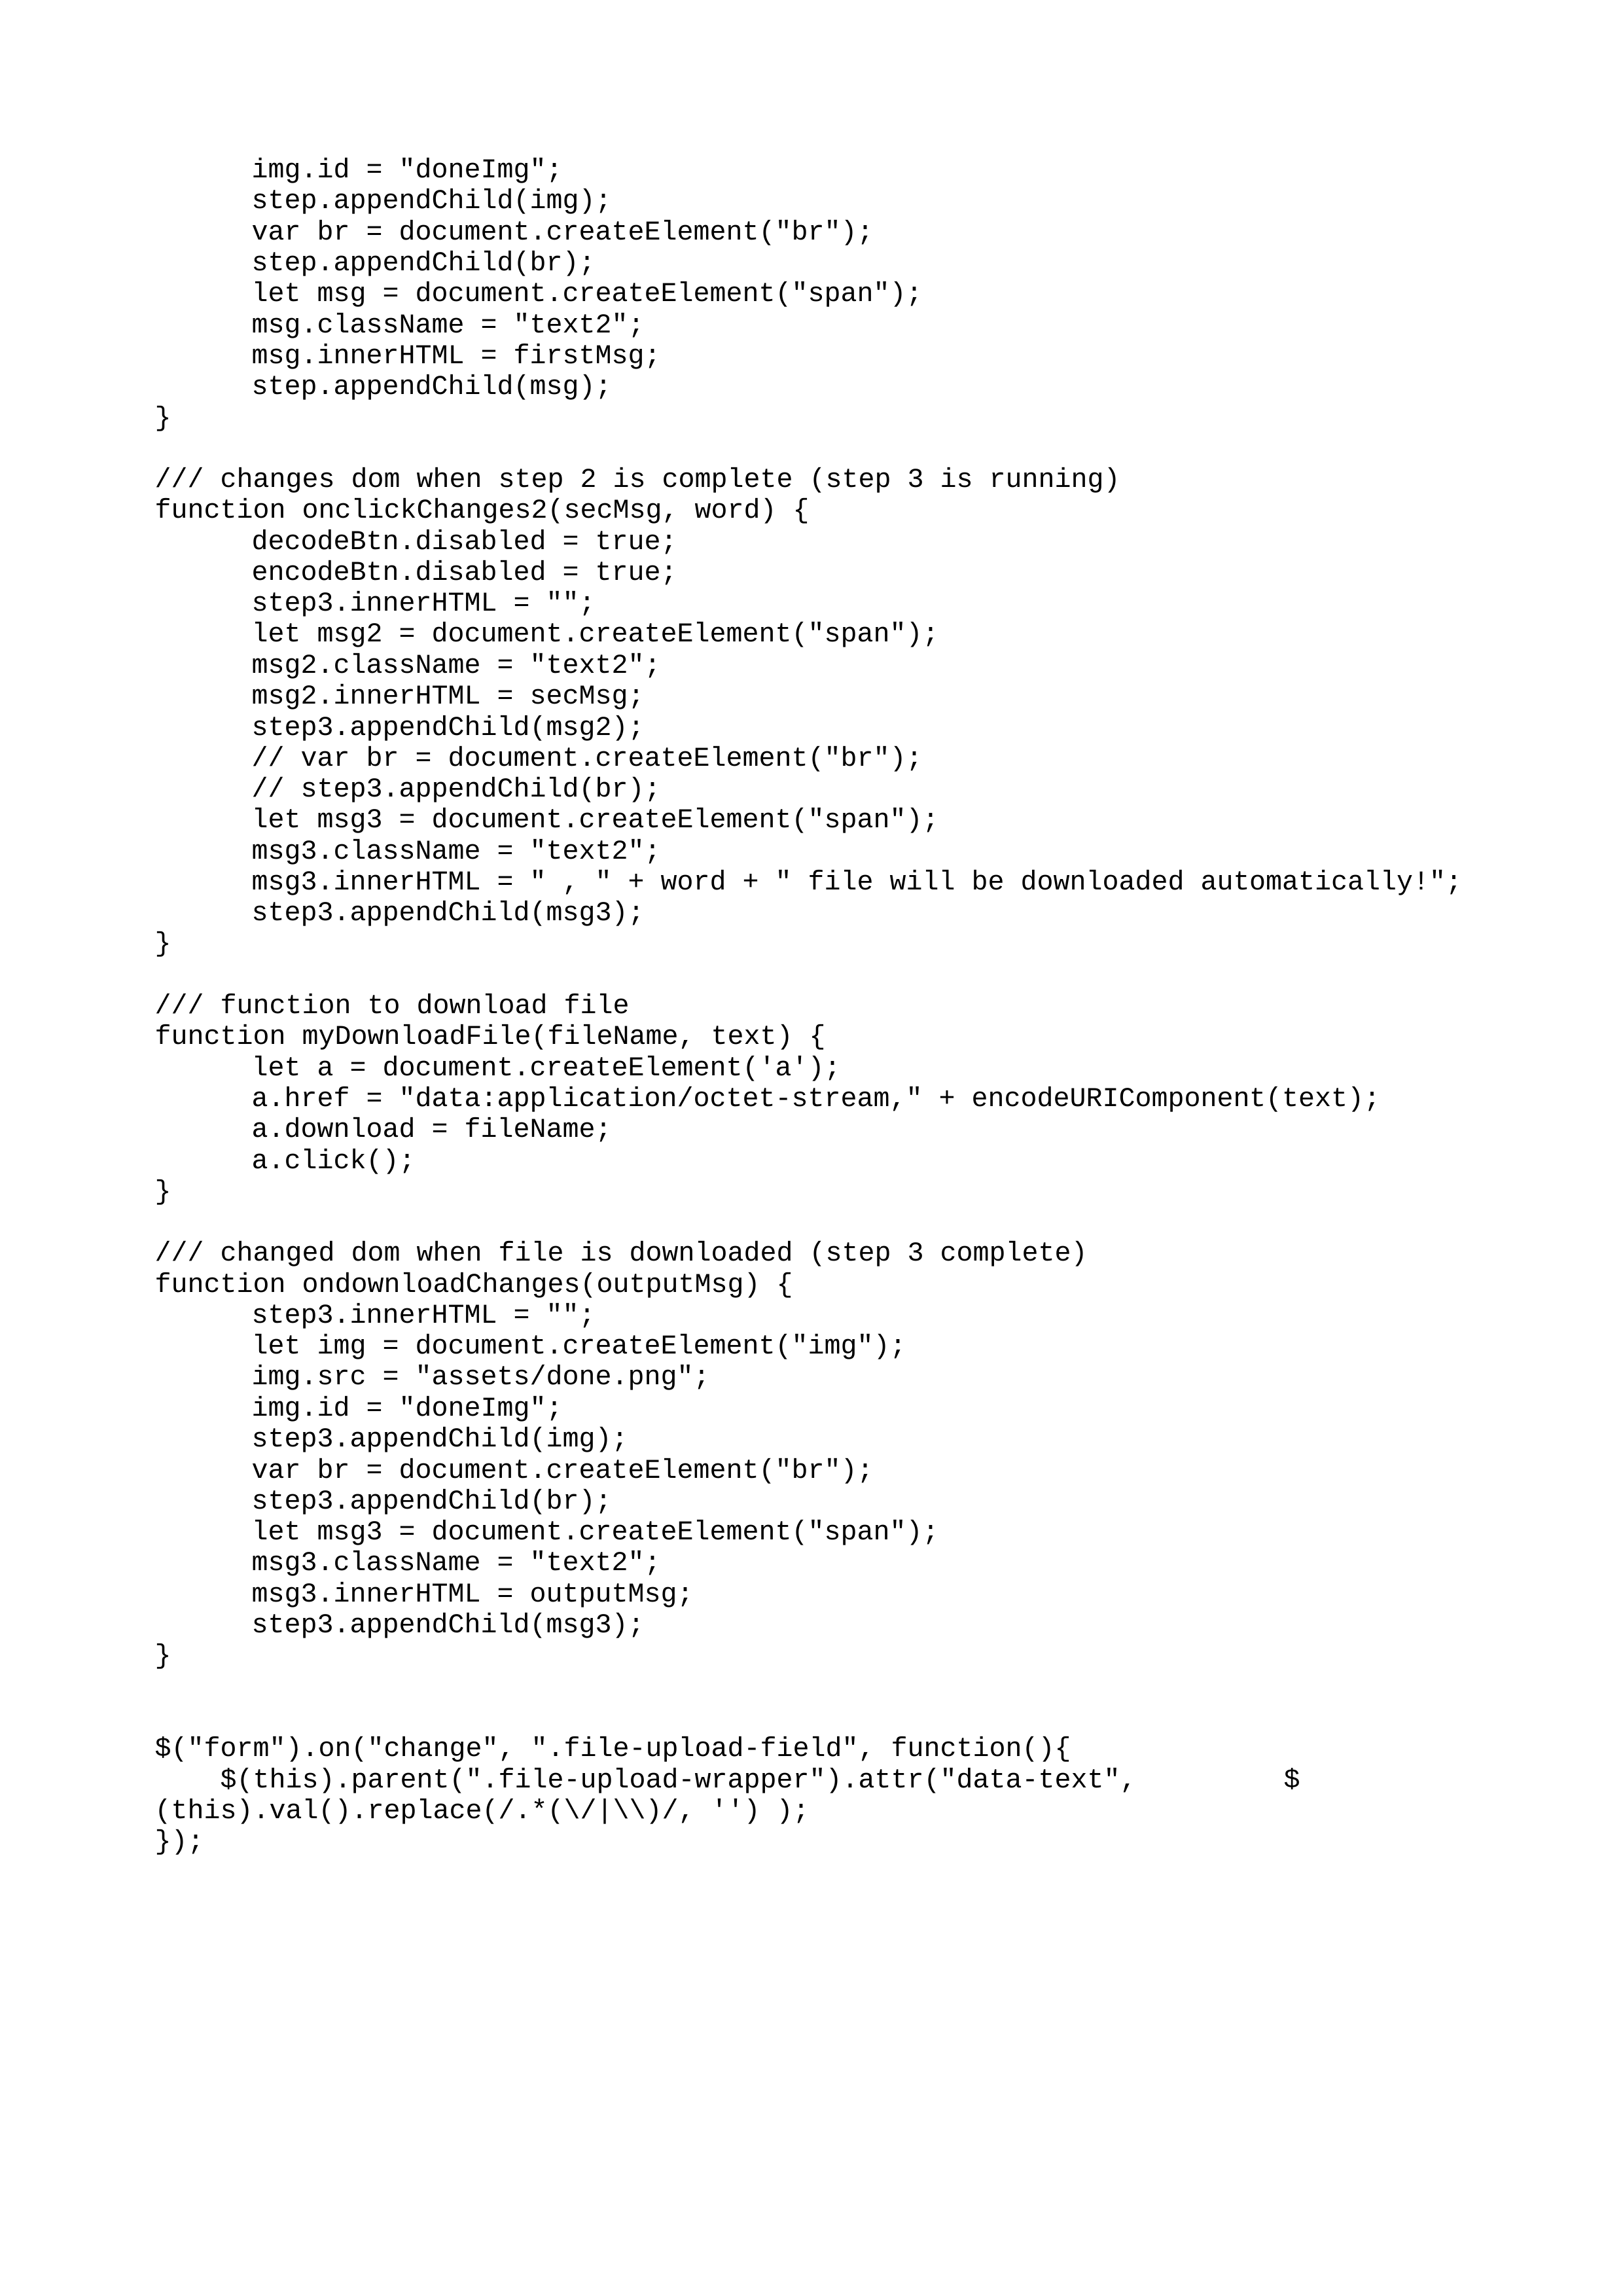 img.id = "doneImg";
step.appendChild(img);
var br = document.createElement("br");
step.appendChild(br);
let msg = document.createElement("span");
msg.className = "text2";
msg.innerHTML = firstMsg;
step.appendChild(msg);
}
/// changes dom when step 2 is complete (step 3 is running)
function onclickChanges2(secMsg, word) {
decodeBtn.disabled = true;
encodeBtn.disabled = true;
step3.innerHTML = "";
let msg2 = document.createElement("span");
msg2.className = "text2";
msg2.innerHTML = secMsg;
step3.appendChild(msg2);
// var br = document.createElement("br");
// step3.appendChild(br);
let msg3 = document.createElement("span");
msg3.className = "text2";
msg3.innerHTML = " , " + word + " file will be downloaded automatically!";
step3.appendChild(msg3);
}
/// function to download file
function myDownloadFile(fileName, text) {
let a = document.createElement('a');
a.href = "data:application/octet-stream," + encodeURIComponent(text);
a.download = fileName;
a.click();
}
/// changed dom when file is downloaded (step 3 complete)
function ondownloadChanges(outputMsg) {
step3.innerHTML = "";
let img = document.createElement("img");
img.src = "assets/done.png";
img.id = "doneImg";
step3.appendChild(img);
var br = document.createElement("br");
step3.appendChild(br);
let msg3 = document.createElement("span");
msg3.className = "text2";
msg3.innerHTML = outputMsg;
step3.appendChild(msg3);
}
$("form").on("change", ".file-upload-field", function(){
$(this).parent(".file-upload-wrapper").attr("data-text",         $
(this).val().replace(/.*(\/|\\)/, '') );
});